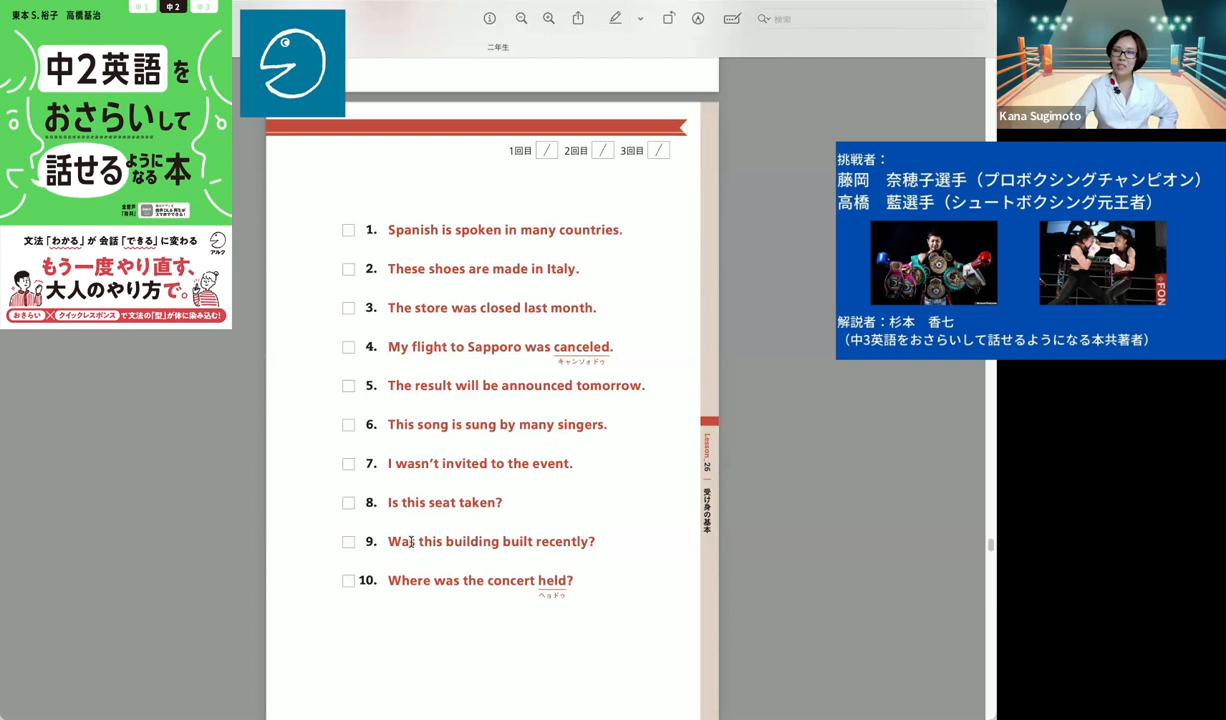 東本S.裕子 高橋基治
中1 中2 中3
中2英語を
おさらいして
話せるようになる本
文法「わかる」が 会話「できる」に変わる
アルク
もう一度やり直す、
大人のやり方で。
おさらい×クイックレスポンスで文法の「型」が体に染み込む!
検索
二年生
1回目 / 2回目 / 3回目 /
1. Spanish is spoken in many countries.
2. These shoes are made in Italy.
3. The store was closed last month.
4. My flight to Sapporo was canceled.
キャンソォドゥ
5. The result will be announced tomorrow.
6. This song is sung by many singers.
7. I wasn't invited to the event.
8. Is this seat taken?
9. Was this building built recently?
10. Where was the concert held?
ヘョドゥ
Lesson_26 | 受け身の基本
Kana Sugimoto
挑戦者:
藤岡 奈穂子選手(プロボクシングチャンピオン)
高橋 藍選手(シュートボクシング元王者)
FON
解説者:杉本 香七
(中3英語をおさらいして話せるようになる本共著者)